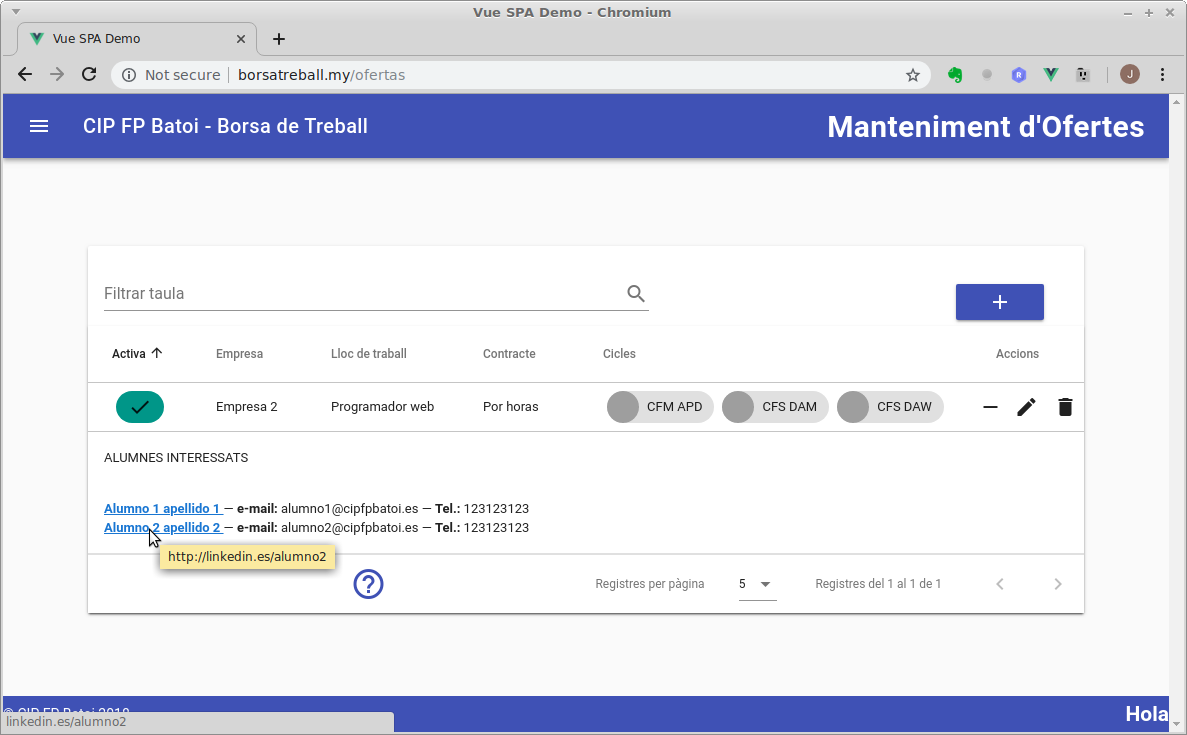 Vue SPA Demo - Chromium
Vue SPA Demo
Not secure borsatreball.my/ofertas
J
CIP FP Batoi - Borsa de Treball
Manteniment d'Ofertes
Filtrar taula
Activa Empresa Lloc de traball Contracte Cicles Accions
Empresa 2 Programador web Por horas CFM APD CFS DAM CFS DAW
ALUMNES INTERESSATS
Alumno 1 apellido 1 — e-mail: alumno1@cipfpbatoi.es — Tel.: 123123123
Alumno 2 apellido 2 — e-mail: alumno2@cipfpbatoi.es — Tel.: 123123123
http://linkedin.es/alumno2
Registres per pàgina 5 Registres del 1 al 1 de 1
© CIP FP Batoi 2019
Hola
linkedin.es/alumno2